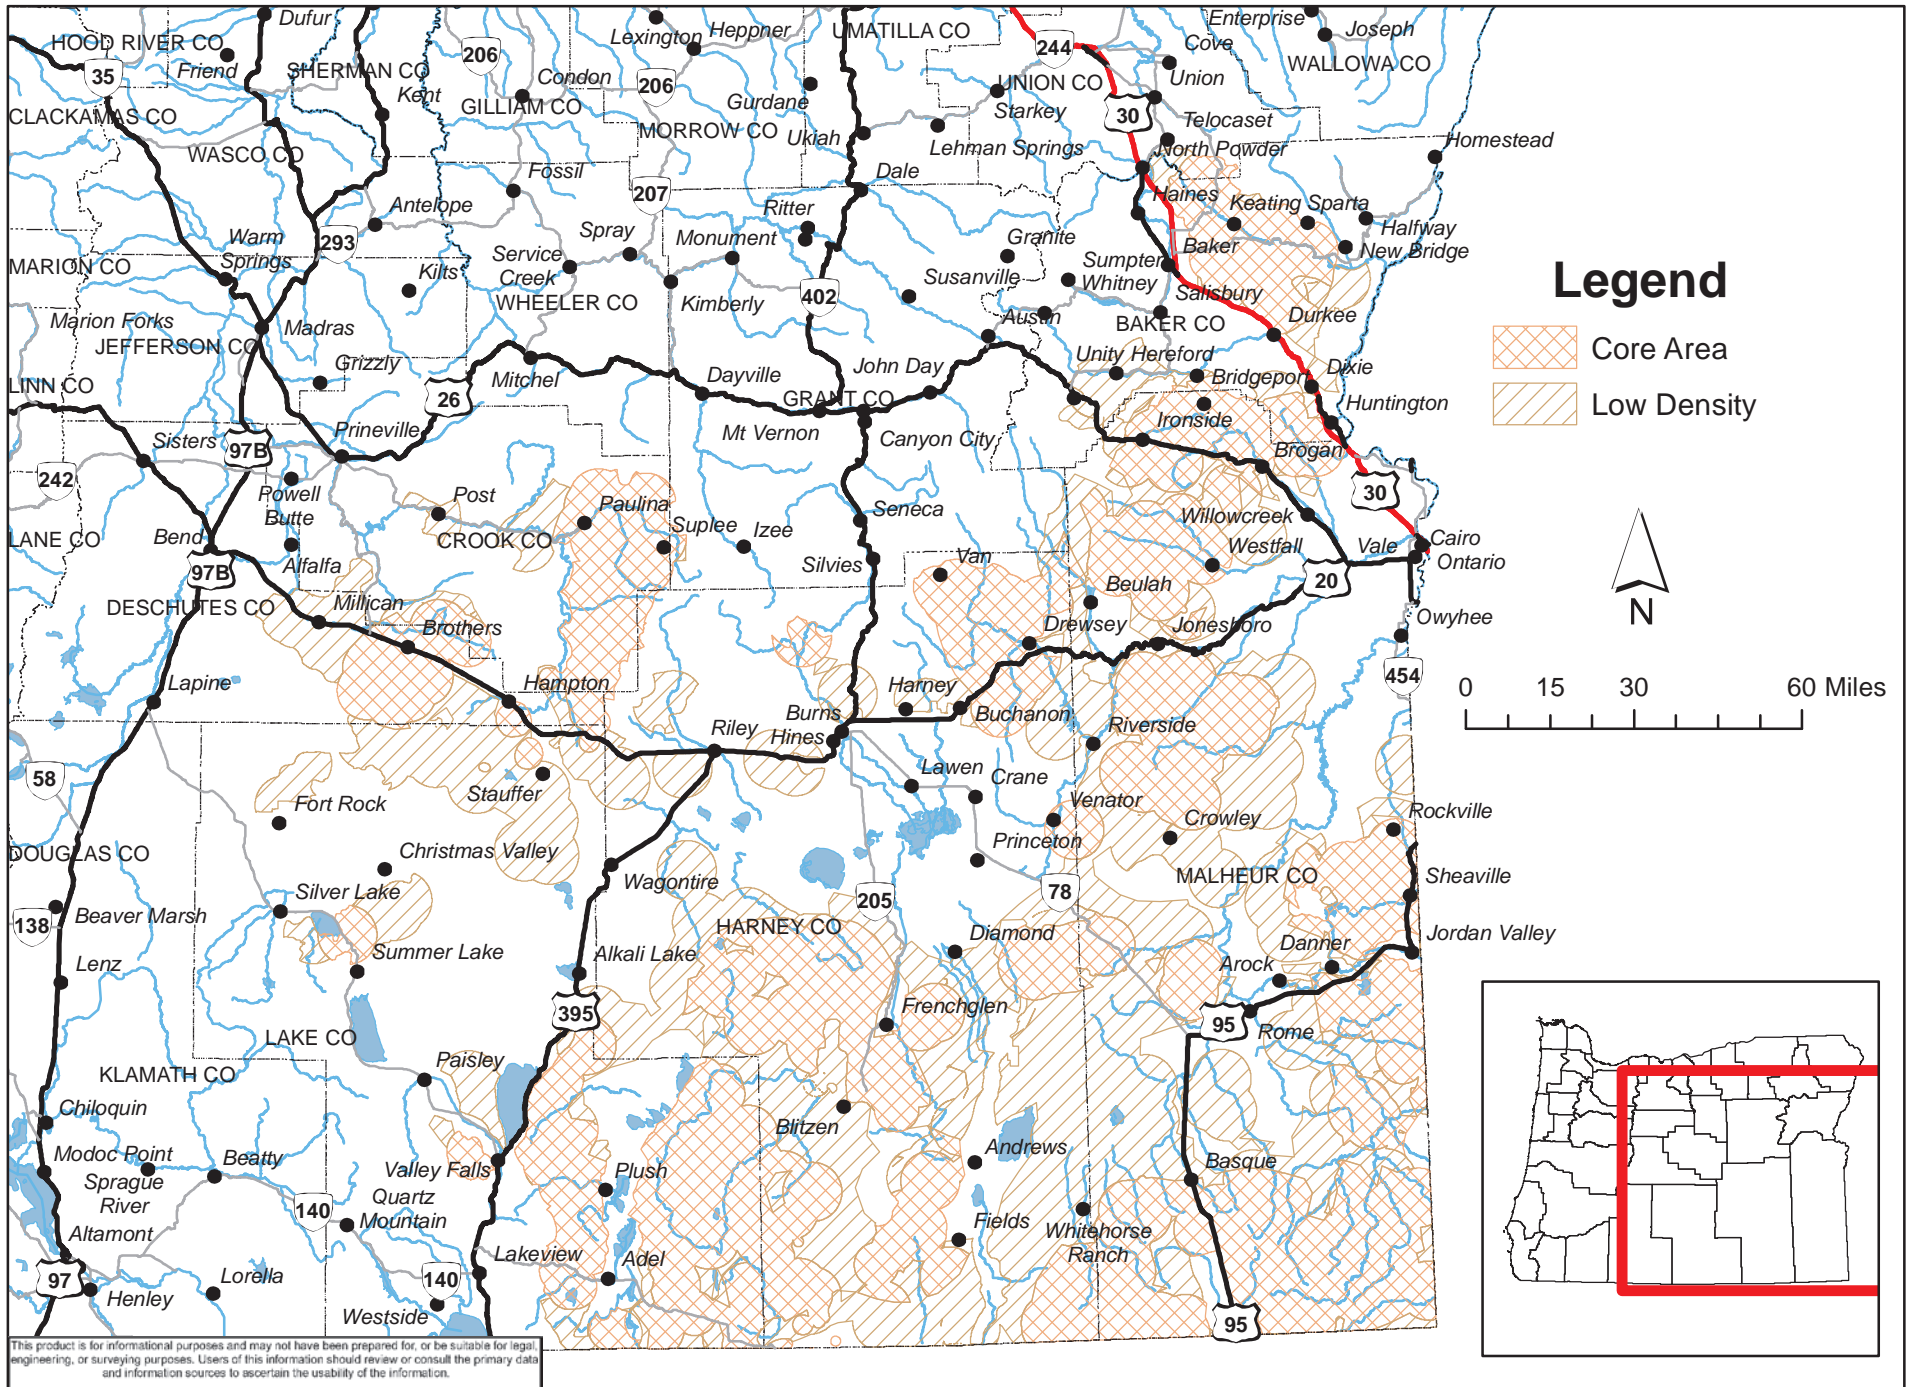 Dufur
Lexington
Heppner
UMATILLA CO
Enterprise
Joseph
HOOD RIVER CO
Friend
SHERMAN CO
206
Condon
206
244
Cove
WALLOWA CO
35
Kent
GILLIAM CO
Gurdane
UNION CO
Union
Starkey
30
CLACKAMAS CO
MORROW CO
Ukiah
Telocaset
WASCO CO
Lehman Springs
North Powder
Homestead
Fossil
207
Dale
Haines
Antelope
Ritter
Keating
Sparta
Halfway
293
Warm
Springs
Spray
Monument
Granite
Baker
New Bridge
MARION CO
Kilts
Service
Creek
Susanville
Sumpter
Whitney
Salisbury
WHEELER CO
Kimberly
402
Austin
BAKER CO
Durkee
Marion Forks
JEFFERSON CO
Madras
Grizzly
Mitchel
John Day
Unity
Hereford
Bridgeport
Dixie
LINN CO
26
Dayville
GRANT CO
Huntington
Sisters
97B
Prineville
Mt Vernon
Canyon City
Ironside
Brogan
242
Powell
Butte
Post
Paulina
Seneca
30
LANE CO
Bend
Alfalfa
CROOK CO
Suplee
Izee
Willowcreek
Westfall
Vale
Cairo
Ontario
97B
Silvies
Van
20
DESCHUTES CO
Millican
Brothers
Beulah
Drewsey
Jonesboro
Owyhee
454
Lapine
Hampton
Harney
Buchanon
Riverside
Riley
Burns
Hines
58
Stauffer
Fort Rock
Lawen
Crane
Venator
Crowley
Rockville
DOUGLAS CO
Christmas Valley
Princeton
Silver Lake
Wagontire
205
78
MALHEUR CO
Sheaville
138
Beaver Marsh
HARNEY CO
Diamond
Danner
Jordan Valley
Lenz
Summer Lake
Alkali Lake
Arock
395
Frenchglen
95
Rome
LAKE CO
KLAMATH CO
Paisley
Chiloquin
Blitzen
Andrews
Modoc Point
Sprague
River
Beatty
Valley Falls
Plush
Basque
Quartz
Mountain
140
Altamont
Fields
Whitehorse
Ranch
97
Henley
Lorella
140
Lakeview
Adel
Westside
95
Legend
Core Area
Low Density
N
0 15 30 60 Miles
This product is for informational purposes and may not have been prepared for, or be suitable for legal,
engineering, or surveying purposes. Users of this information should review or consult the primary data
and information sources to ascertain the usability of the information.